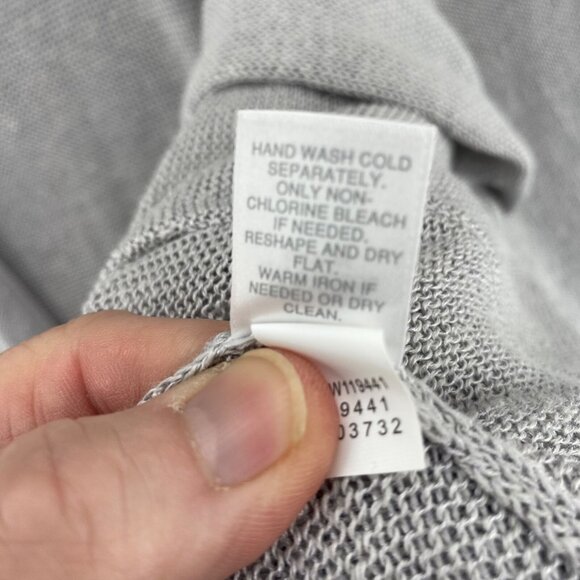 HAND WASH COLD
SEPARATELY.
ONLY NON-
CHLORINE BLEACH
IF NEEDED.
RESHAPE AND DRY
FLAT.
WARM IRON IF
NEEDED OR DRY
CLEAN.
W119441
9441
03732